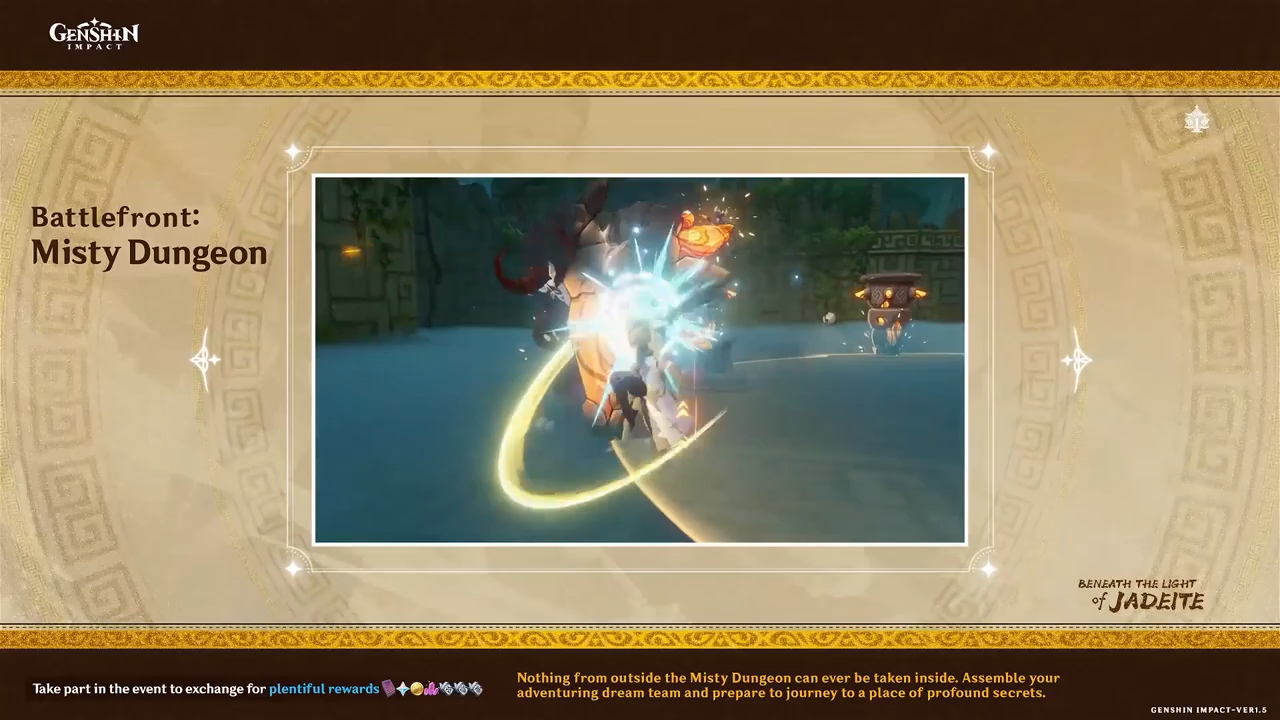 GENSHIN
IMPACT
Battlefront:
Misty Dungeon
BENEATH THE LIGHT
of JADEITE
Take part in the event to exchange for plentiful rewards
Nothing from outside the Misty Dungeon can ever be taken inside. Assemble your
adventuring dream team and prepare to journey to a place of profound secrets.
GENSHIN IMPACT-VER1.5